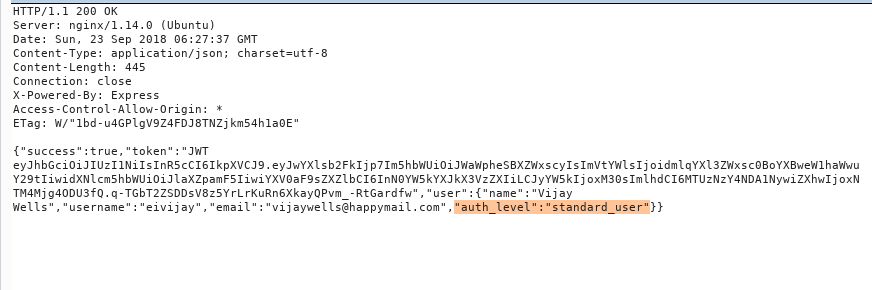 HTTP/1.1 200 OK
Server: nginx/1.14.0 (Ubuntu)
Date: Sun, 23 Sep 2018 06:27:37 GMT
Content-Type: application/json; charset=utf-8
Content-Length: 445
Connection: close
X-Powered-By: Express
Access-Control-Allow-Origin: *
ETag: W/"1bd-u4GPlgV9Z4FDJ8TNZjkm54h1a0E"
{"success":true,"token":"JWT
eyJhbGciOiJIUzI1NiIsInR5cCI6IkpXVCJ9.eyJwYXlsb2FkIjp7Im5hbWUiOiJWaWpheSBXZWxscyIsImVtYWlsIjoidmlqYXl3ZWxsc0BoYXBweW1haWwu
Y29tIiwidXNlcm5hbWUiOiJlaXZpamF5IiwiYXV0aF9sZXZlbCI6InN0YW5kYXJkX3VzZXIiLCJyYW5kIjoxM30sImlhdCI6MTUzNzY4NDA1NywiZXhwIjoxN
TM4Mjg4ODU3fQ.q-TGbT2ZSDDsV8z5YrLrKuRn6XkayQPvm_-RtGardfw","user":{"name":"Vijay
Wells","username":"eivijay","email":"vijaywells@happymail.com","auth_level":"standard_user"}}